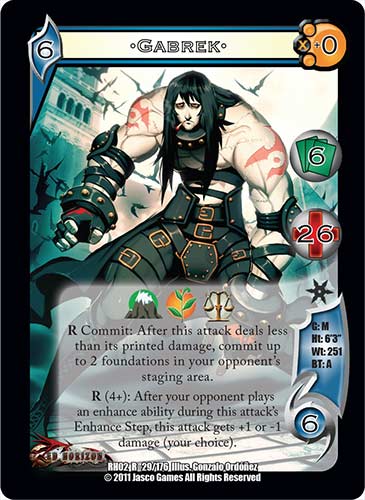 6
·GABREK·
X +0
6
26
G: M
Ht: 6'3"
Wt: 251
BT: A
R Commit: After this attack deals less
than its printed damage, commit up
to 2 foundations in your opponent's
staging area.
R (4+): After your opponent plays
an enhance ability during this attack's
Enhance Step, this attack gets +1 or -1
damage (your choice).
6
RED HORIZON
RH02 R *29/176 Illus. Gonzalo Ordóñez
© 2011 Jasco Games All Rights Reserved